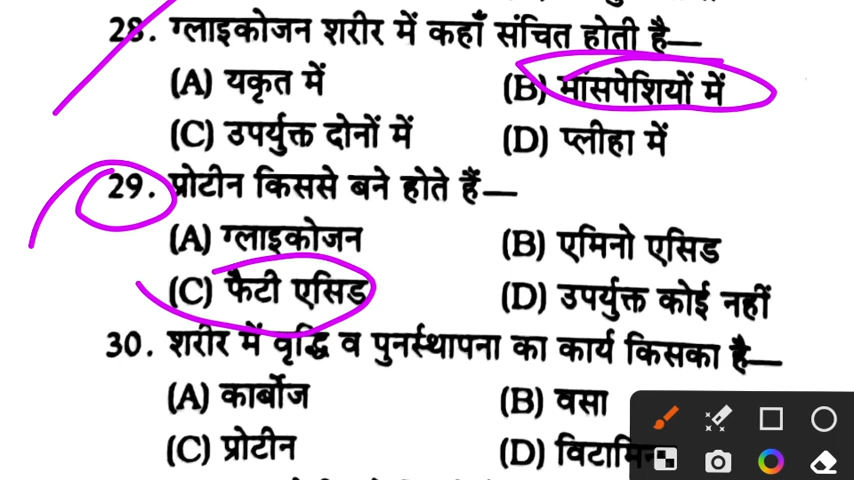 28. ग्लाइकोजन शरीर में कहाँ संचित होती है—
(A) यकृत में (B) मांसपेशियों में
(C) उपर्युक्त दोनों में (D) प्लीहा में
29. प्रोटीन किससे बने होते हैं—
(A) ग्लाइकोजन (B) एमिनो एसिड
(C) फैटी एसिड (D) उपर्युक्त कोई नहीं
30. शरीर में वृद्धि व पुनर्स्थापना का कार्य किसका है—
(A) कार्बोज (B) वसा
(C) प्रोटीन (D)